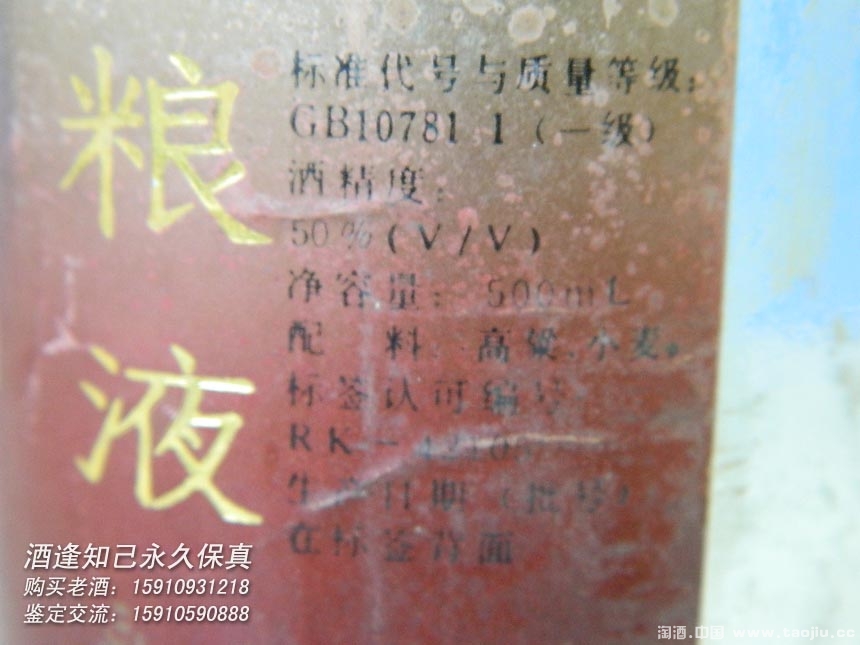 粮
液
标准代号与质量等级:
GB10781 1(一级)
酒精度:
50%(V/V)
净容量: 500mL
配 料 高粱、小麦。
标签认可编号
RK-
生产日期(批号)
在标签背面
酒逢知己永久保真
购买老酒: 15910931218
鉴定交流: 15910590888
淘酒.中国 www.taojiu.cc